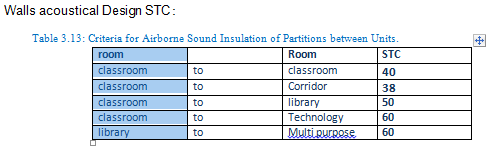 Walls acoustical Design STC:
Table 3.13: Criteria for Airborne Sound Insulation of Partitions between Units.
room Room STC
classroom to classroom 40
classroom to Corridor 38
classroom to library 50
classroom to Technology 60
library to Multi purpose 60